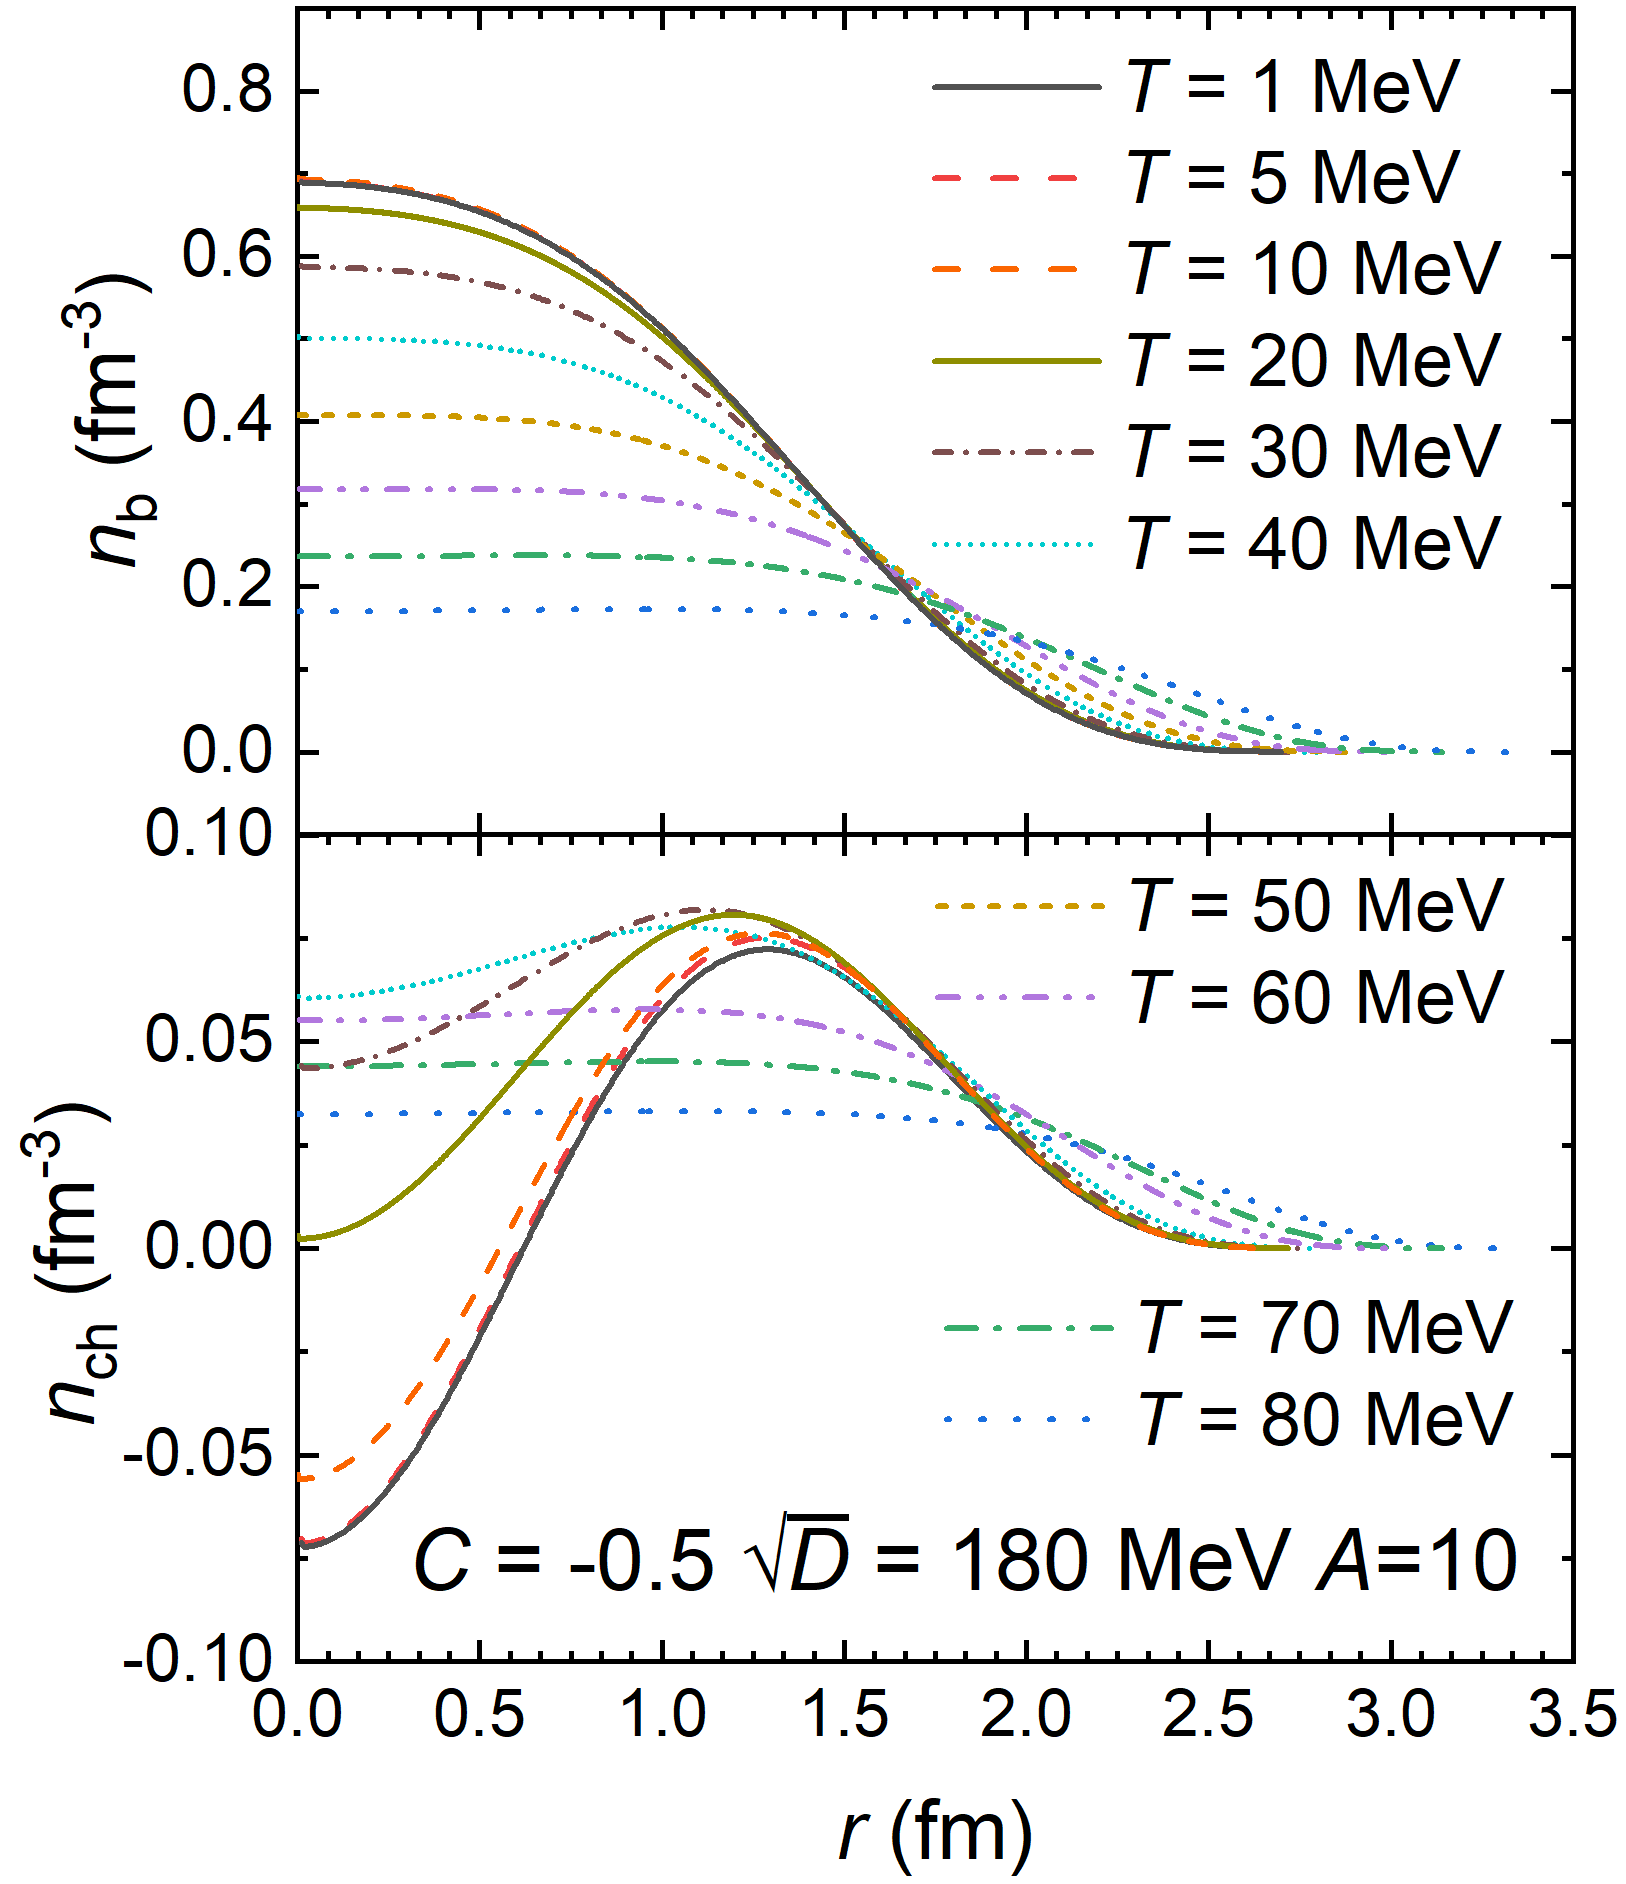 0.8
0.6
0.4
0.2
0.0
n_b (fm^-3)
T = 1 MeV
T = 5 MeV
T = 10 MeV
T = 20 MeV
T = 30 MeV
T = 40 MeV
0.10
0.05
0.00
-0.05
-0.10
n_ch (fm^-3)
T = 50 MeV
T = 60 MeV
T = 70 MeV
T = 80 MeV
C = -0.5 √D = 180 MeV A=10
0.0 0.5 1.0 1.5 2.0 2.5 3.0 3.5
r (fm)